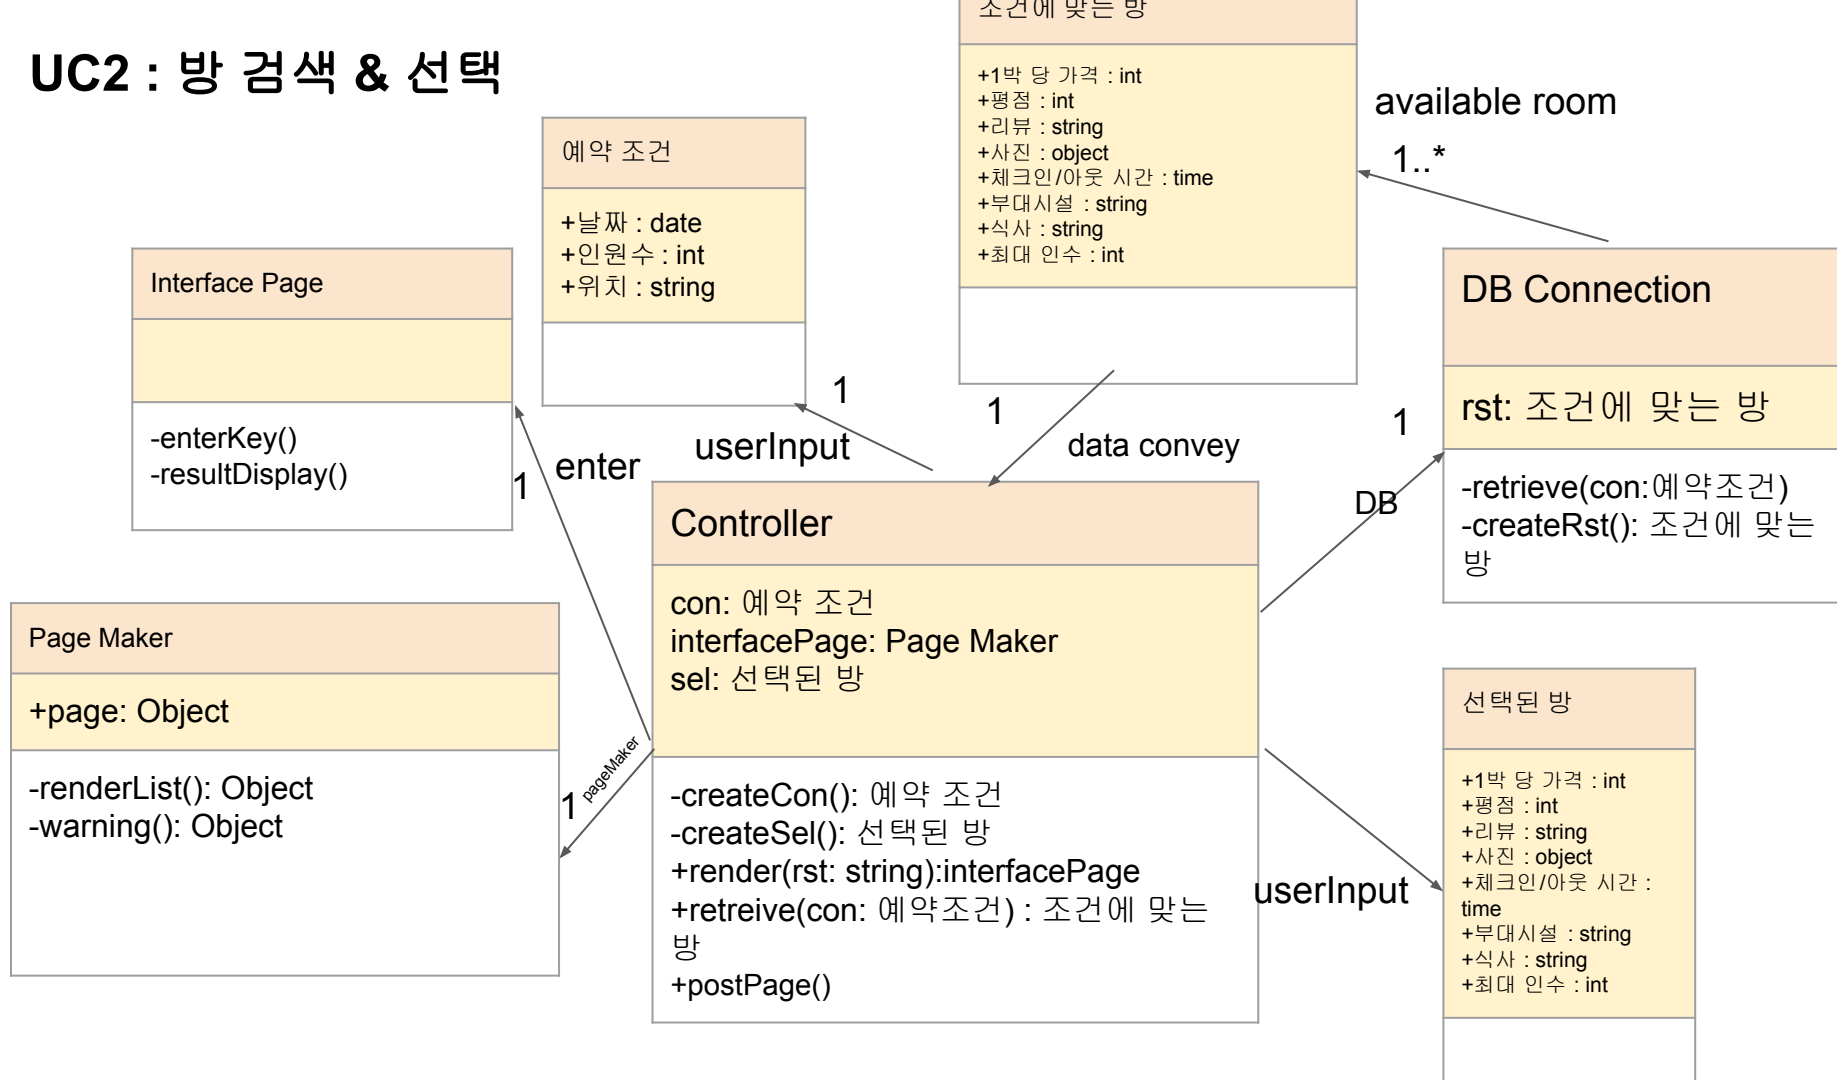 UC2 : 방 검색 & 선택
조건에 맞는 방
+1박 당 가격 : int
+평점 : int
+리뷰 : string
+사진 : object
+체크인/아웃 시간 : time
+부대시설 : string
+식사 : string
+최대 인수 : int
available room
1..*
예약 조건
+날짜 : date
+인원수 : int
+위치 : string
Interface Page
-enterKey()
-resultDisplay()
DB Connection
rst: 조건에 맞는 방
-retrieve(con:예약조건)
-createRst(): 조건에 맞는
방
1
userInput
1
data convey
1
DB
1
enter
Controller
con: 예약 조건
interfacePage: Page Maker
sel: 선택된 방
-createCon(): 예약 조건
-createSel(): 선택된 방
+render(rst: string):interfacePage
+retreive(con: 예약조건) : 조건에 맞는
방
+postPage()
Page Maker
+page: Object
-renderList(): Object
-warning(): Object
1
pageMaker
userInput
선택된 방
+1박 당 가격 : int
+평점 : int
+리뷰 : string
+사진 : object
+체크인/아웃 시간 :
time
+부대시설 : string
+식사 : string
+최대 인수 : int